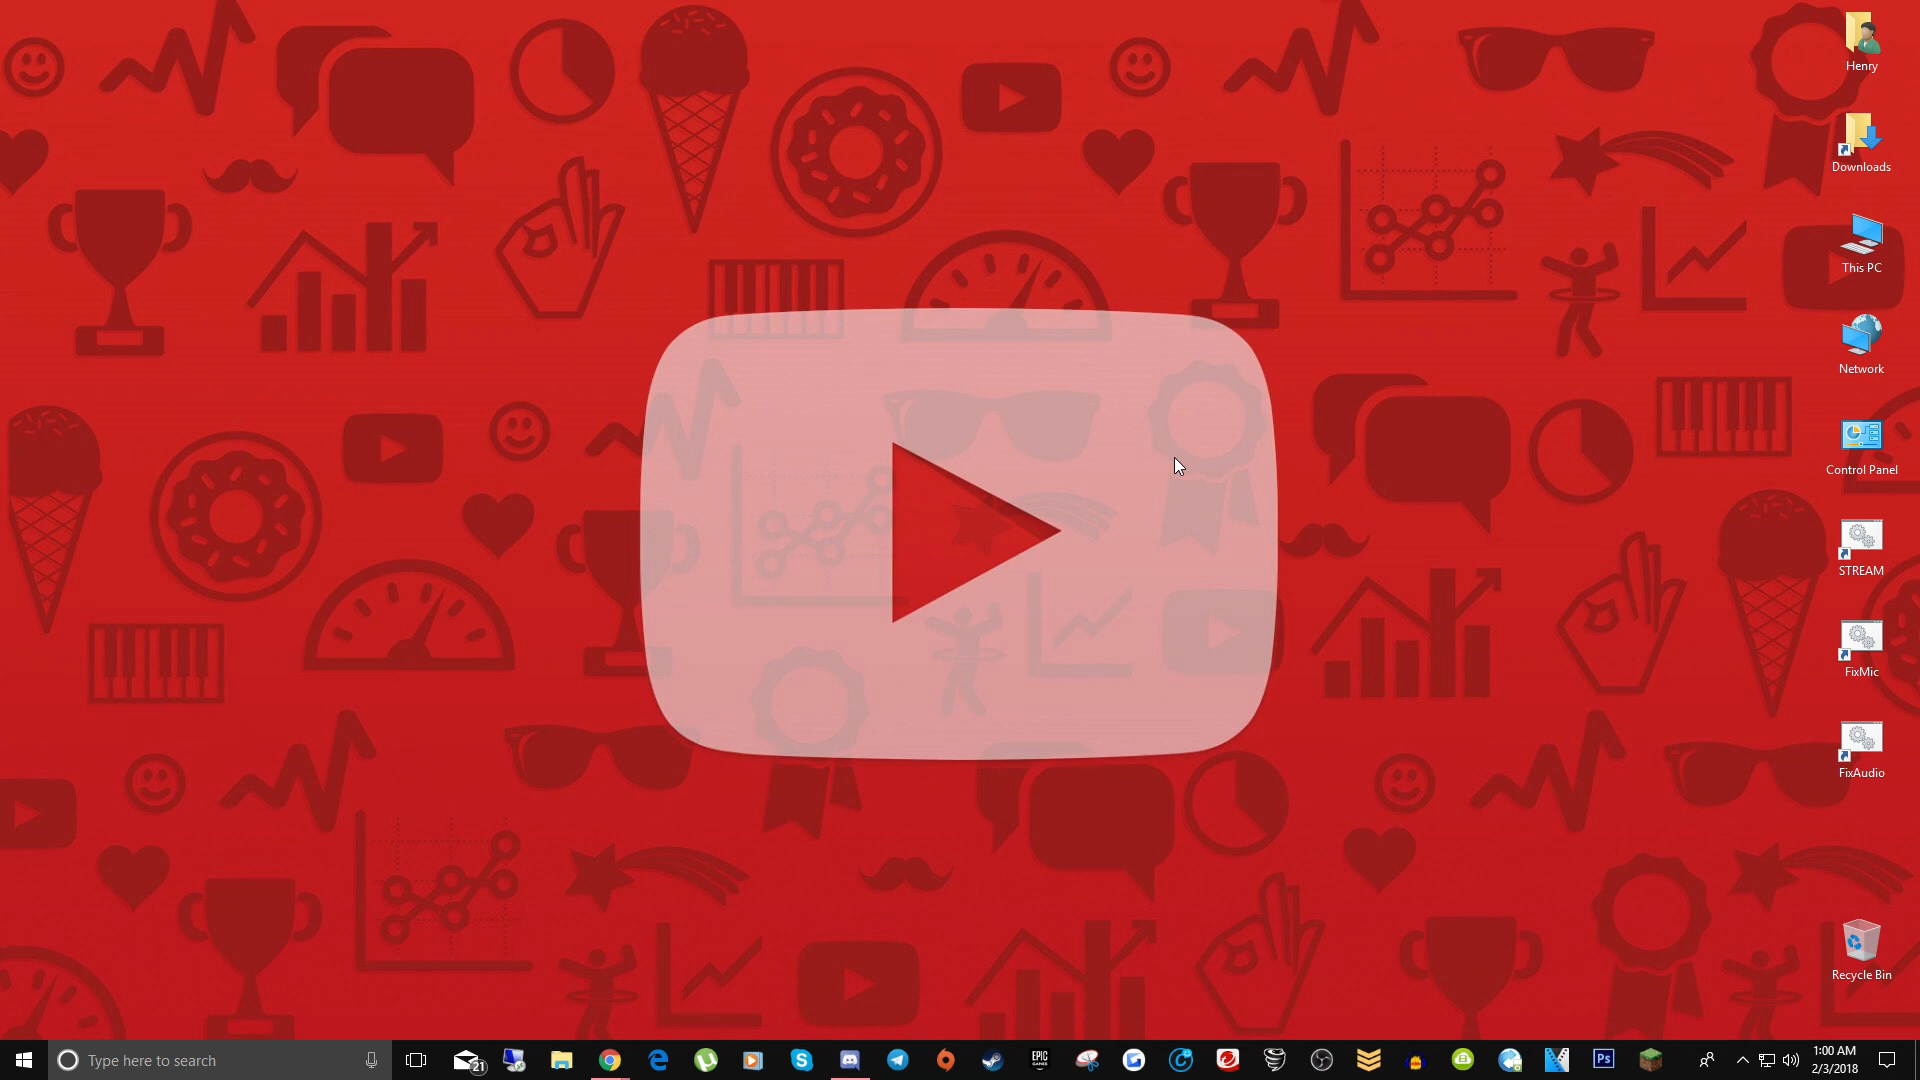 Henry
Downloads
This PC
Network
Control Panel
STREAM
FixMic
FixAudio
Recycle Bin
Type here to search
21
EPIC
GAMES
Ps
1:00 AM
2/3/2018